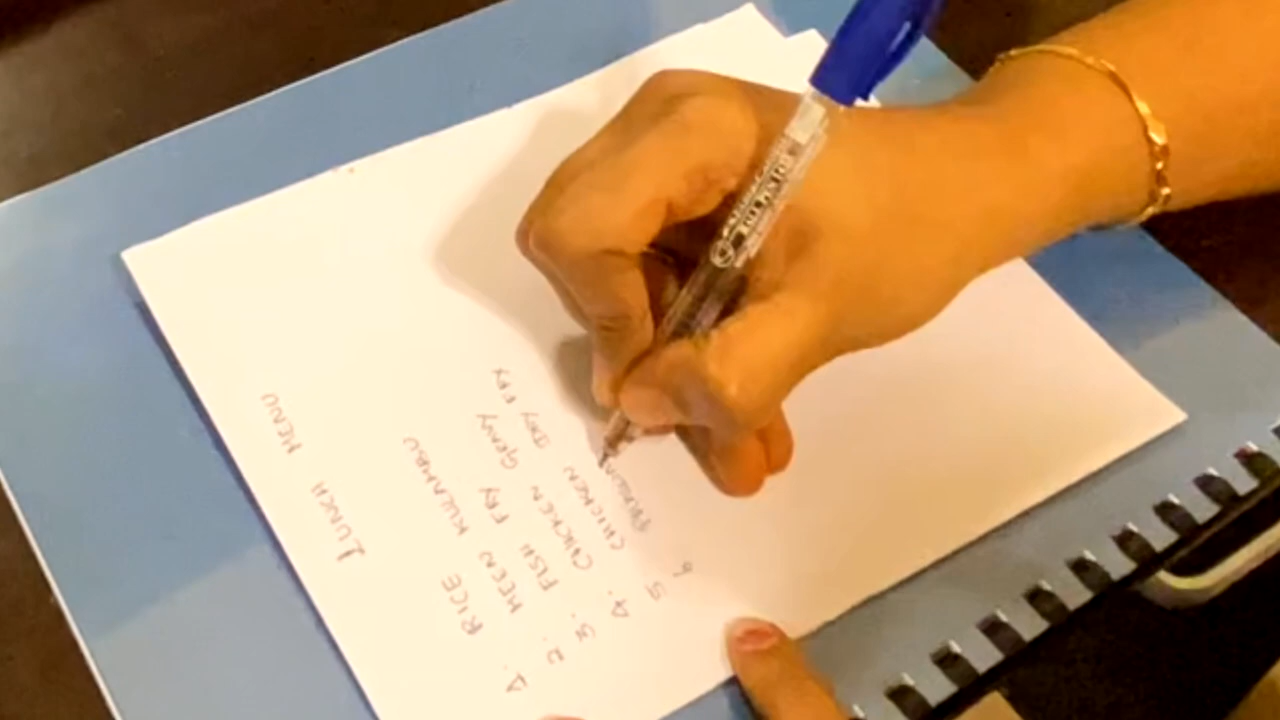 LUNCH MENU
1. RICE
2. MEEN KULAMBU
3. FISH FRY
4. CHICKEN GRAVY
5 CHICKEN DRY FRY
6